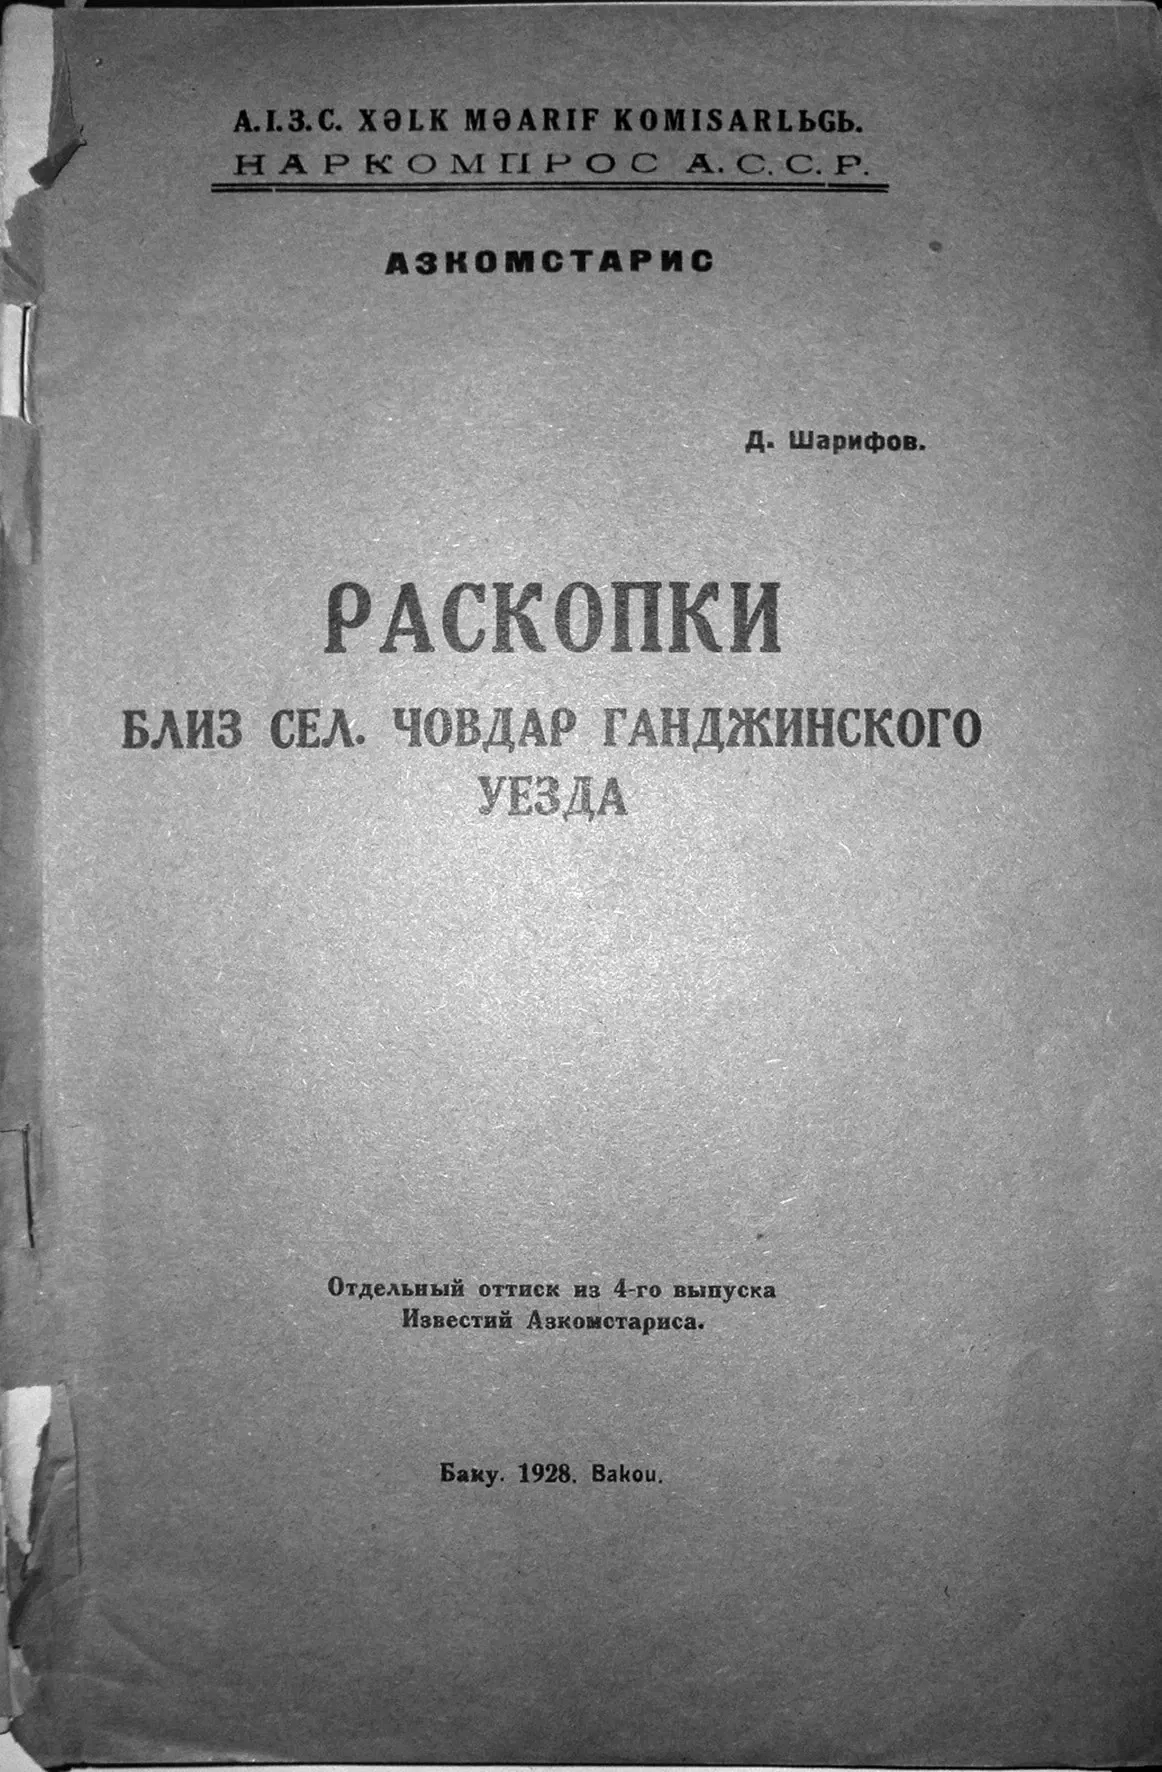 A.I.З.C. XƏLK MƏARIF KOMISARLЬGЬ.
НАРКОМПРОС А.С.С.Р.
АЗКОМСТАРИС
Д. Шарифов.
РАСКОПКИ
БЛИЗ СЕЛ. ЧОВДАР ГАНДЖИНСКОГО
УЕЗДА
Отдельный оттиск из 4-го выпуска
Известий Азкомстариса.
Баку. 1928. Bakou.